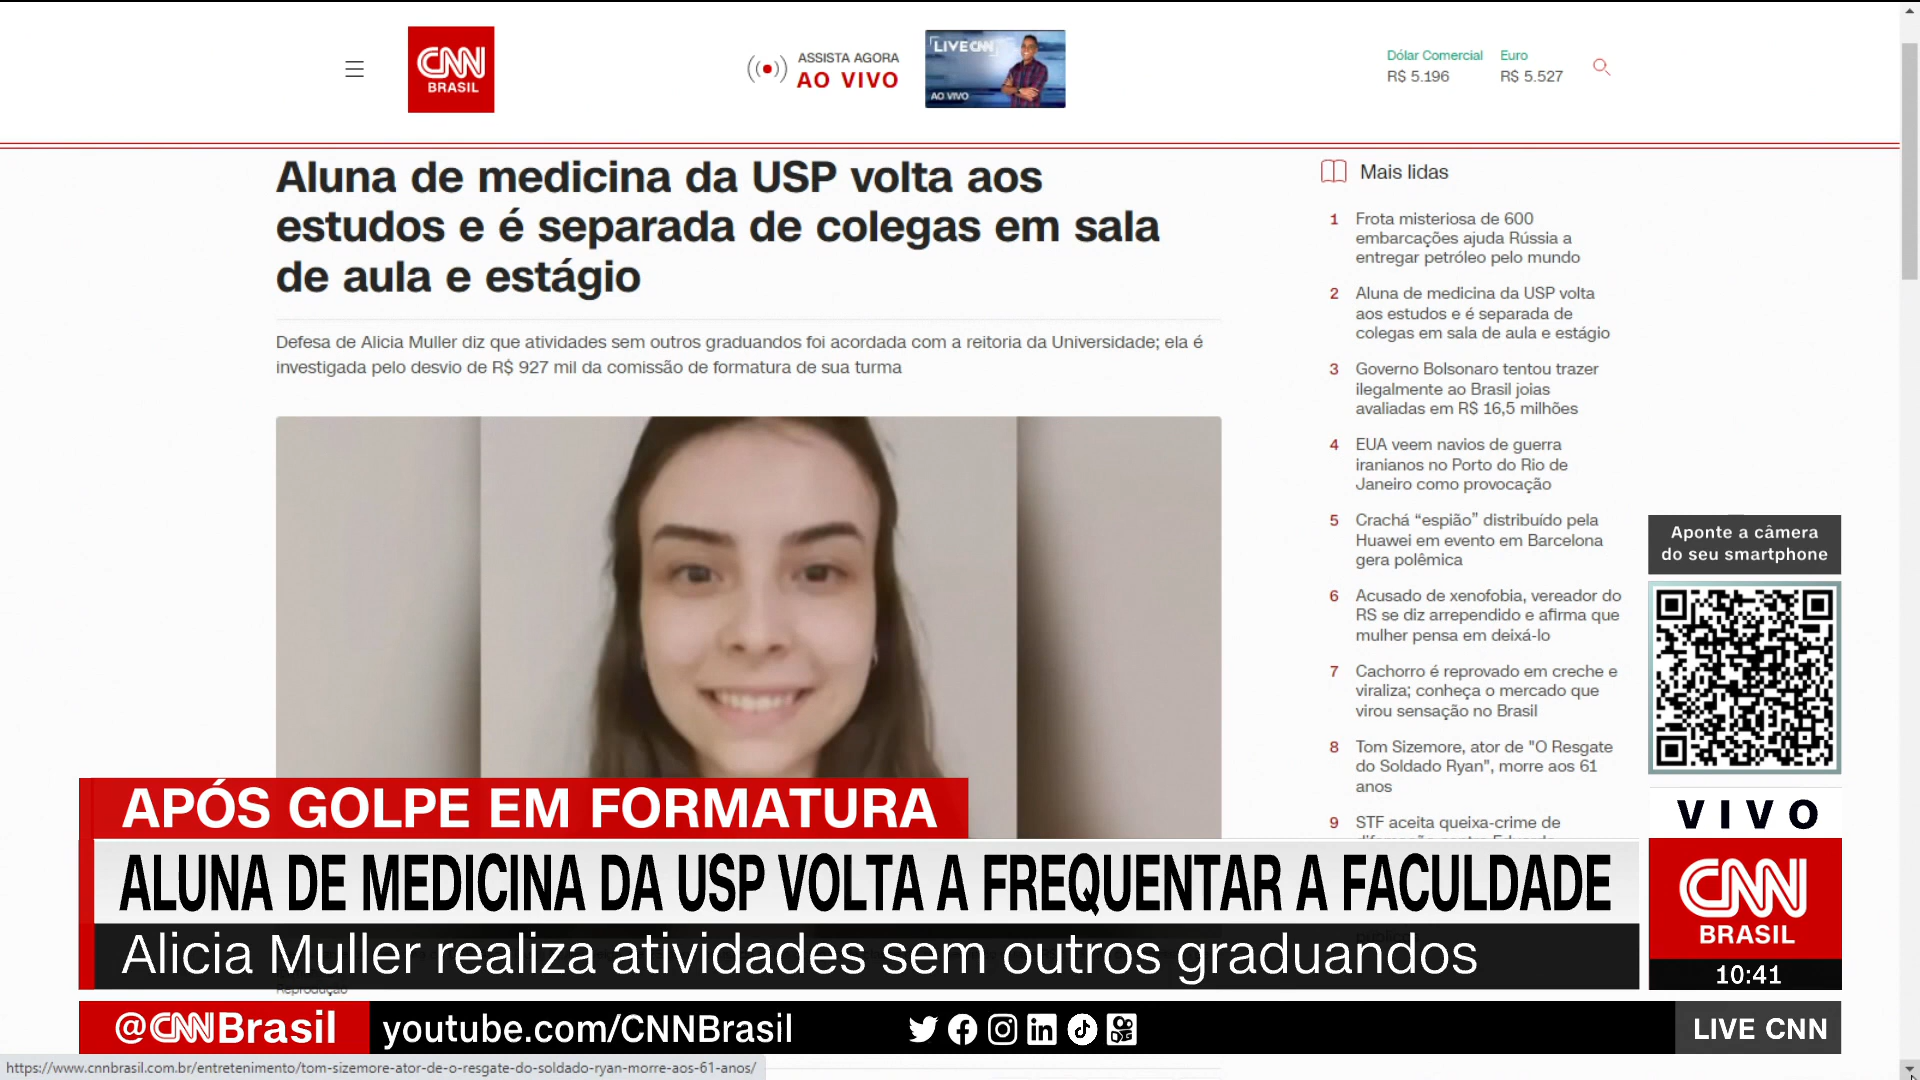 CNN
BRASIL
ASSISTA AGORA
AO VIVO
LIVE CNN
AO VIVO
Dólar Comercial
R$ 5.196
Euro
R$ 5.527
Aluna de medicina da USP volta aos
estudos e é separada de colegas em sala
de aula e estágio
Defesa de Alicia Muller diz que atividades sem outros graduandos foi acordada com a reitoria da Universidade; ela é
investigada pelo desvio de R$ 927 mil da comissão de formatura de sua turma
Mais lidas
1 Frota misteriosa de 600
embarcações ajuda Rússia a
entregar petróleo pelo mundo
2 Aluna de medicina da USP volta
aos estudos e é separada de
colegas em sala de aula e estágio
3 Governo Bolsonaro tentou trazer
ilegalmente ao Brasil joias
avaliadas em R$ 16,5 milhões
4 EUA veem navios de guerra
iranianos no Porto do Rio de
Janeiro como provocação
5 Crachá “espião” distribuído pela
Huawei em evento em Barcelona
gera polêmica
6 Acusado de xenofobia, vereador do
RS se diz arrependido e afirma que
mulher pensa em deixá-lo
7 Cachorro é reprovado em creche e
viraliza; conheça o mercado que
virou sensação no Brasil
8 Tom Sizemore, ator de "O Resgate
do Soldado Ryan", morre aos 61
anos
9 STF aceita queixa-crime de
Aponte a câmera
do seu smartphone
VIVO
CNN
BRASIL
10:41
APÓS GOLPE EM FORMATURA
ALUNA DE MEDICINA DA USP VOLTA A FREQUENTAR A FACULDADE
Alicia Muller realiza atividades sem outros graduandos
Reprodução
@CNNBrasil
youtube.com/CNNBrasil
LIVE CNN
https://www.cnnbrasil.com.br/entretenimento/tom-sizemore-ator-de-o-resgate-do-soldado-ryan-morre-aos-61-anos/